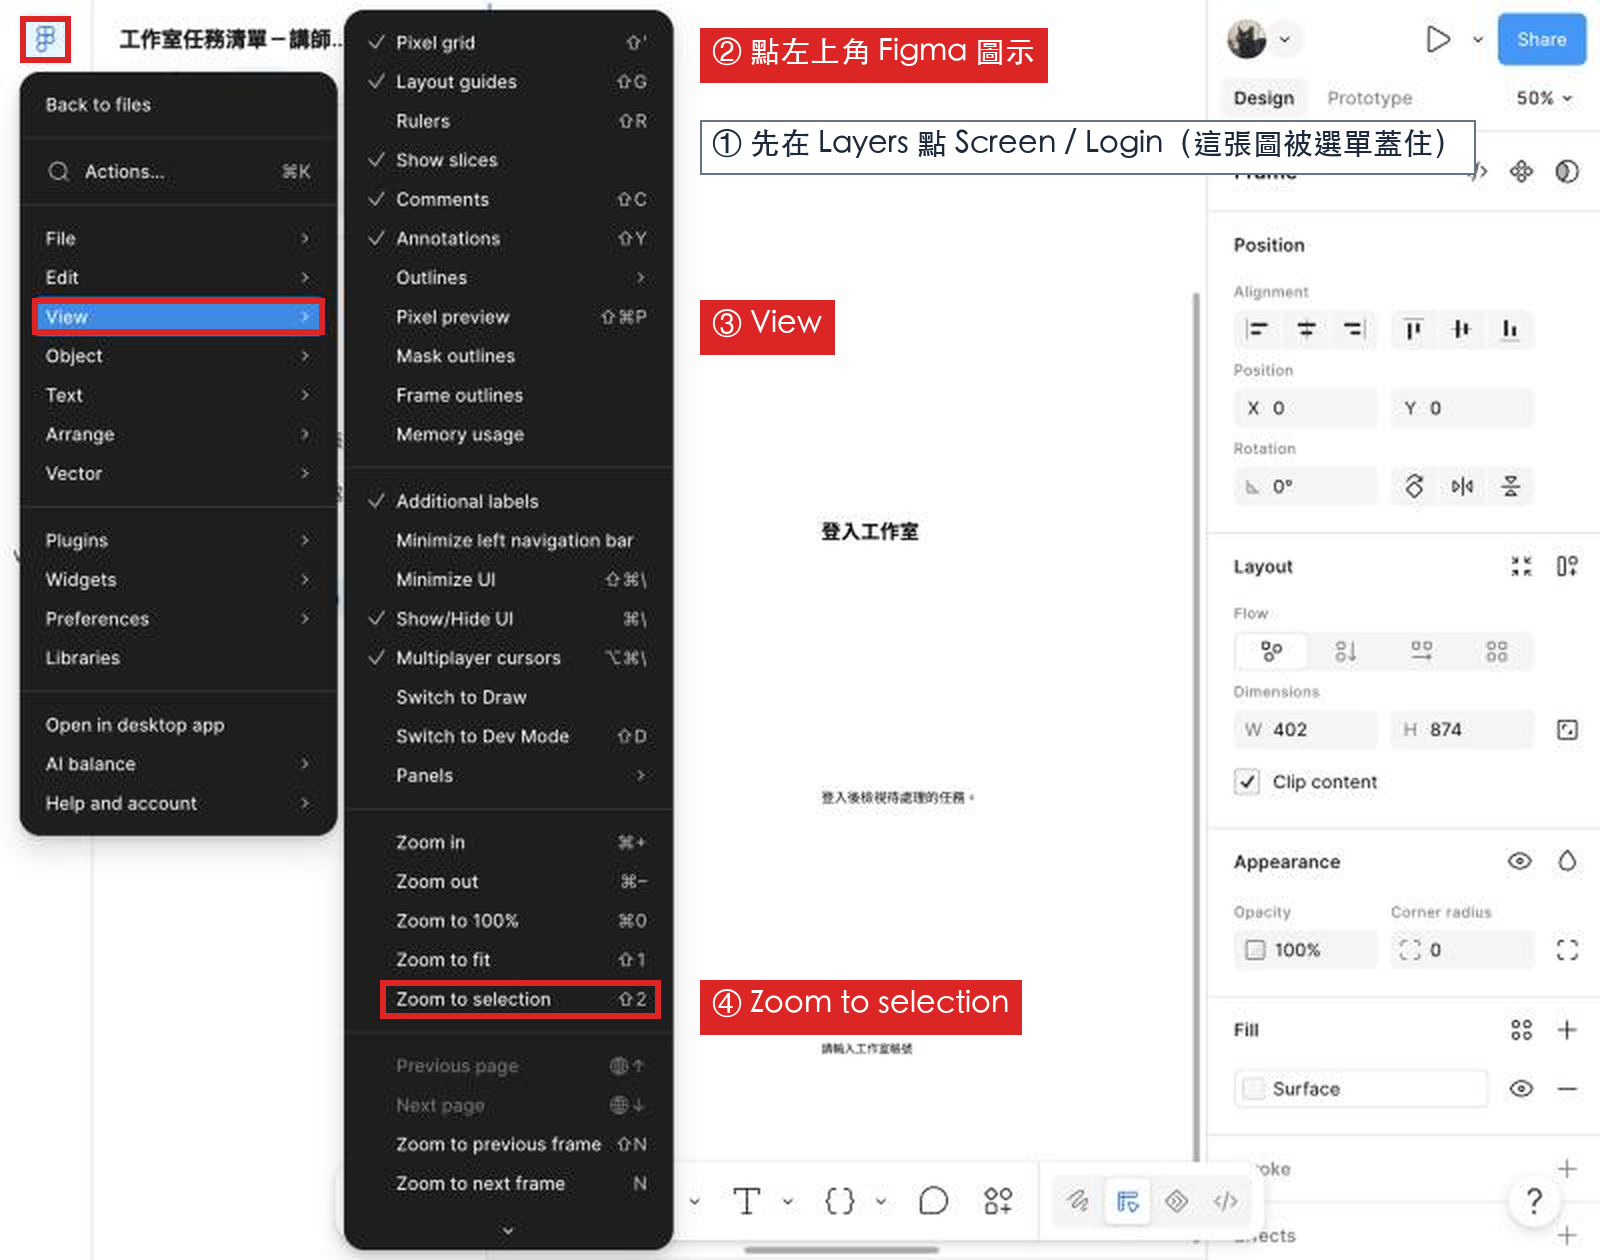 工作室任務清單－講師...
Back to files
Actions... ⌘K
File
Edit
View
Object
Text
Arrange
Vector
Plugins
Widgets
Preferences
Libraries
Open in desktop app
AI balance
Help and account
Pixel grid ⇧'
Layout guides ⇧G
Rulers ⇧R
Show slices
Comments ⇧C
Annotations ⇧Y
Outlines
Pixel preview ⇧⌘P
Mask outlines
Frame outlines
Memory usage
Additional labels
Minimize left navigation bar
Minimize UI ⇧⌘\
Show/Hide UI ⌘\
Multiplayer cursors ⌥⌘\
Switch to Draw
Switch to Dev Mode ⇧D
Panels
Zoom in ⌘+
Zoom out ⌘−
Zoom to 100% ⌘0
Zoom to fit ⇧1
Zoom to selection ⇧2
Previous page
Next page
Zoom to previous frame ⇧N
Zoom to next frame N
② 點左上角 Figma 圖示
① 先在 Layers 點 Screen / Login（這張圖被選單蓋住）
③ View
登入工作室
登入後檢視待處理的任務。
④ Zoom to selection
請輸入工作室帳號
Share
Design Prototype 50%
Frame
Position
Alignment
Position
X 0 Y 0
Rotation
0°
Layout
Flow
Dimensions
W 402 H 874
Clip content
Appearance
Opacity Corner radius
100% 0
Fill
Surface
?